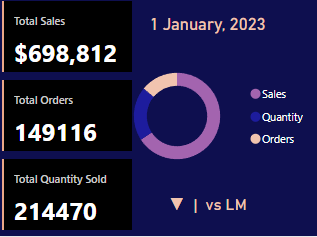 Total Sales
$698,812
Total Orders
149116
Total Quantity Sold
214470
1 January, 2023
Sales
Quantity
Orders
▼ | vs LM